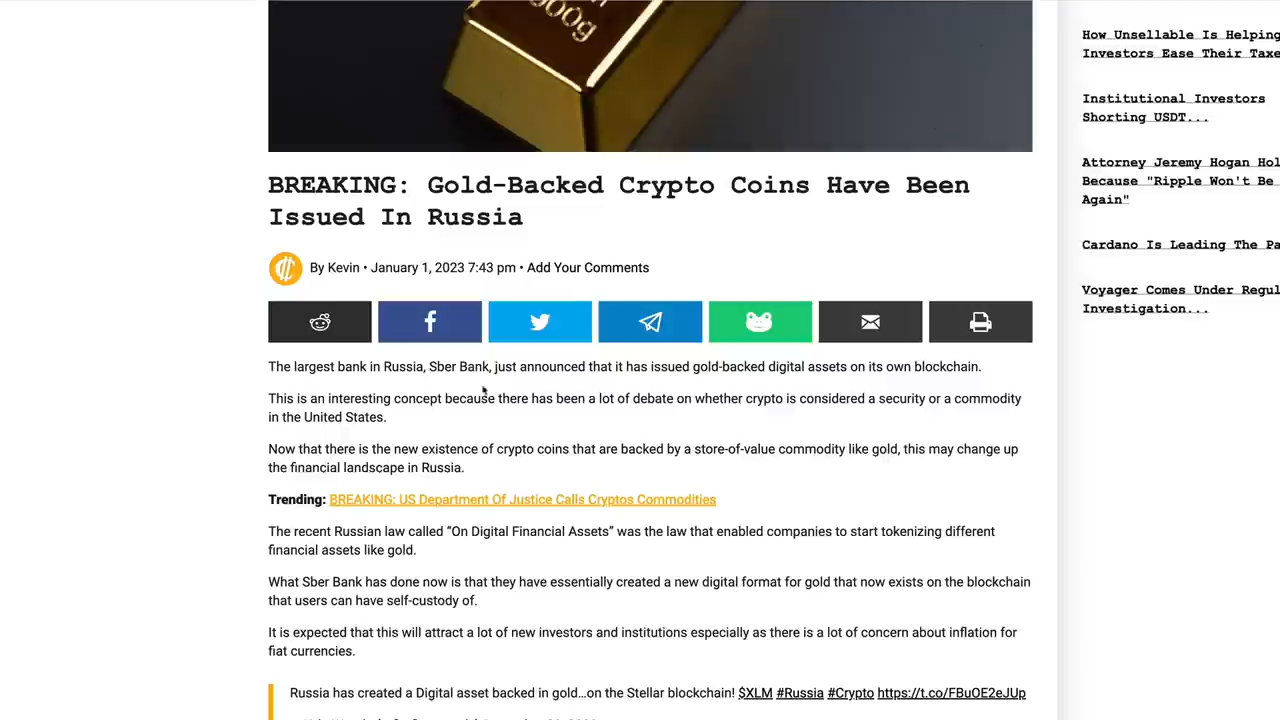 000g
BREAKING: Gold-Backed Crypto Coins Have Been
Issued In Russia
By Kevin • January 1, 2023 7:43 pm • Add Your Comments
The largest bank in Russia, Sber Bank, just announced that it has issued gold-backed digital assets on its own blockchain.
This is an interesting concept because there has been a lot of debate on whether crypto is considered a security or a commodity
in the United States.
Now that there is the new existence of crypto coins that are backed by a store-of-value commodity like gold, this may change up
the financial landscape in Russia.
Trending: BREAKING: US Department Of Justice Calls Cryptos Commodities
The recent Russian law called “On Digital Financial Assets” was the law that enabled companies to start tokenizing different
financial assets like gold.
What Sber Bank has done now is that they have essentially created a new digital format for gold that now exists on the blockchain
that users can have self-custody of.
It is expected that this will attract a lot of new investors and institutions especially as there is a lot of concern about inflation for
fiat currencies.
Russia has created a Digital asset backed in gold…on the Stellar blockchain! $XLM #Russia #Crypto https://t.co/FBuOE2eJUp
How Unsellable Is Helping
Investors Ease Their Taxe
Institutional Investors
Shorting USDT...
Attorney Jeremy Hogan Hol
Because "Ripple Won't Be
Again"
Cardano Is Leading The Pa
Voyager Comes Under Regul
Investigation...